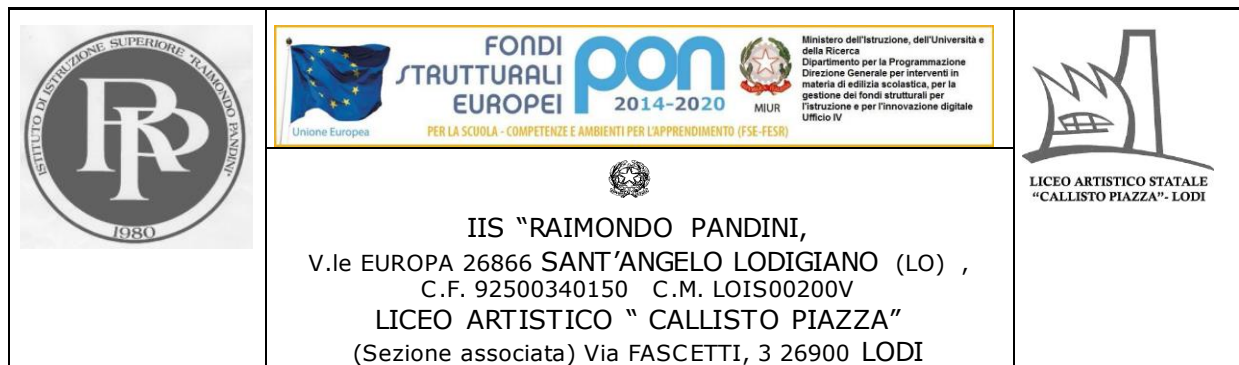 ISTITUTO DI ISTRUZIONE SUPERIORE "RAIMONDO PANDINI"
1980
Unione Europea
FONDI
STRUTTURALI
EUROPEI
pon
2014-2020
MIUR
Ministero dell'Istruzione, dell'Università e
della Ricerca
Dipartimento per la Programmazione
Direzione Generale per interventi in
materia di edilizia scolastica, per la
gestione dei fondi strutturali per
l'istruzione e per l'innovazione digitale
Ufficio IV
PER LA SCUOLA - COMPETENZE E AMBIENTI PER L'APPRENDIMENTO (FSE-FESR)
IIS “RAIMONDO PANDINI,
V.le EUROPA 26866 SANT’ANGELO LODIGIANO (LO) ,
C.F. 92500340150 C.M. LOIS00200V
LICEO ARTISTICO “ CALLISTO PIAZZA”
(Sezione associata) Via FASCETTI, 3 26900 LODI
LICEO ARTISTICO STATALE
“CALLISTO PIAZZA”- LODI